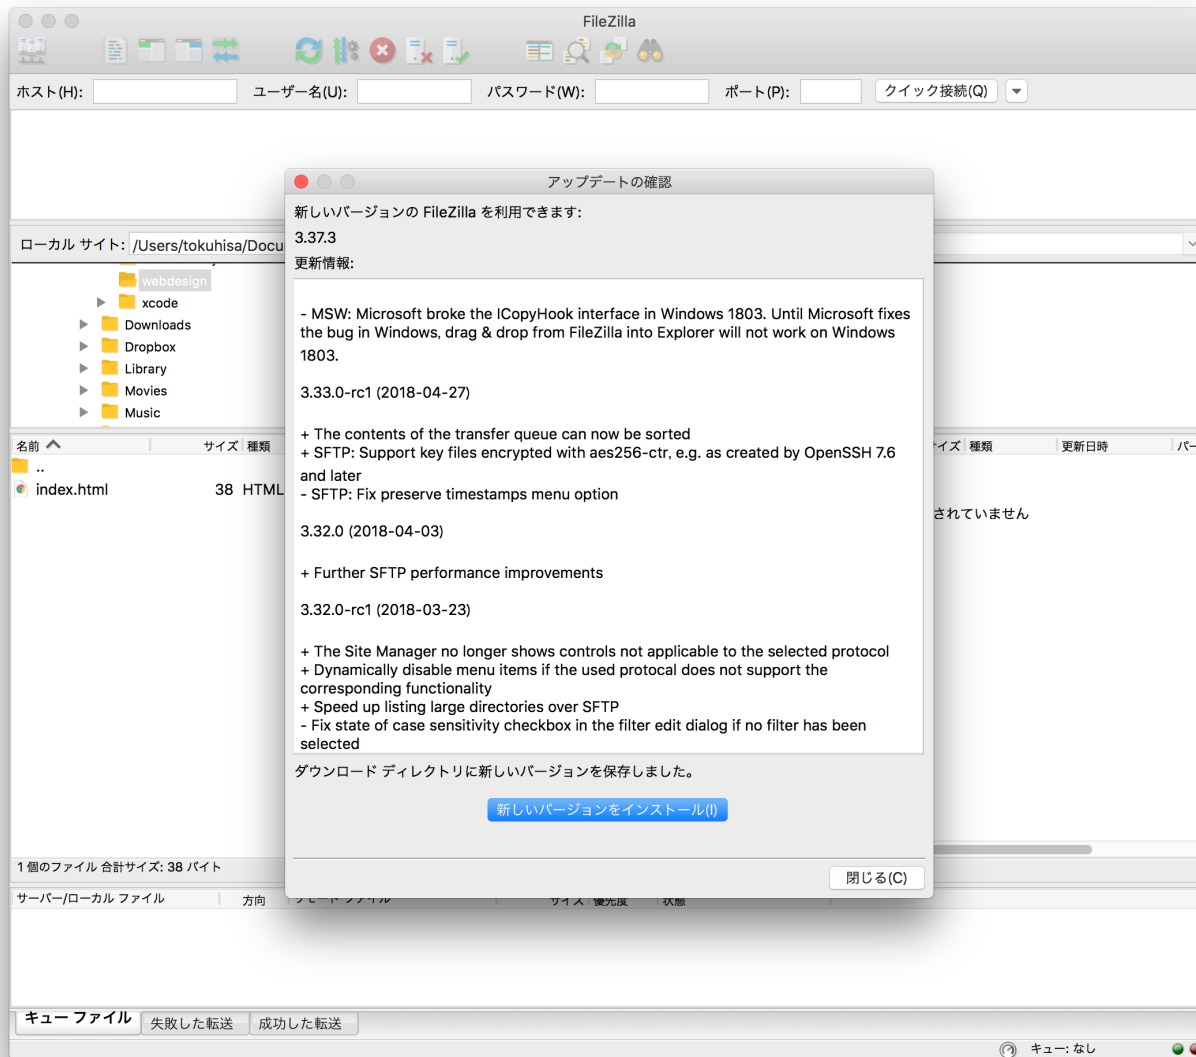 FileZilla
ホスト(H):
ユーザー名(U):
パスワード(W):
ポート(P):
クイック接続(Q)
アップデートの確認
新しいバージョンの FileZilla を利用できます:
3.37.3
更新情報:
- MSW: Microsoft broke the ICopyHook interface in Windows 1803. Until Microsoft fixes
the bug in Windows, drag & drop from FileZilla into Explorer will not work on Windows
1803.
3.33.0-rc1 (2018-04-27)
+ The contents of the transfer queue can now be sorted
+ SFTP: Support key files encrypted with aes256-ctr, e.g. as created by OpenSSH 7.6
and later
- SFTP: Fix preserve timestamps menu option
3.32.0 (2018-04-03)
+ Further SFTP performance improvements
3.32.0-rc1 (2018-03-23)
+ The Site Manager no longer shows controls not applicable to the selected protocol
+ Dynamically disable menu items if the used protocal does not support the
corresponding functionality
+ Speed up listing large directories over SFTP
- Fix state of case sensitivity checkbox in the filter edit dialog if no filter has been
selected
ダウンロード ディレクトリに新しいバージョンを保存しました。
新しいバージョンをインストール(I)
閉じる(C)
ローカル サイト: /Users/tokuhisa/Docu
webdesign
xcode
Downloads
Dropbox
Library
Movies
Music
名前 サイズ 種類
..
index.html 38 HTML
イズ 種類 更新日時 パー
されていません
1 個のファイル 合計サイズ: 38 バイト
サーバー/ローカル ファイル 方向 リモート ファイル サイズ 優先度 状態
キュー ファイル 失敗した転送 成功した転送
キュー: なし